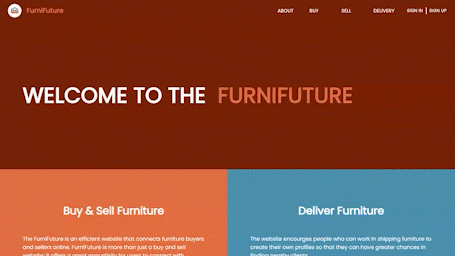 FurniFuture
ABOUT BUY SELL DELIVERY SIGN IN | SIGN UP
WELCOME TO THE FURNIFUTURE
Buy & Sell Furniture
The FurniFuture is an efficient website that connects furniture buyers
and sellers online. FurniFuture is more than just a buy and sell
website; it offers a great opportunity for users to connect with
Deliver Furniture
The website encourges people who can work in shipping furniture to
create their own profiles so that they can have greater chances in
finding nearby clients.